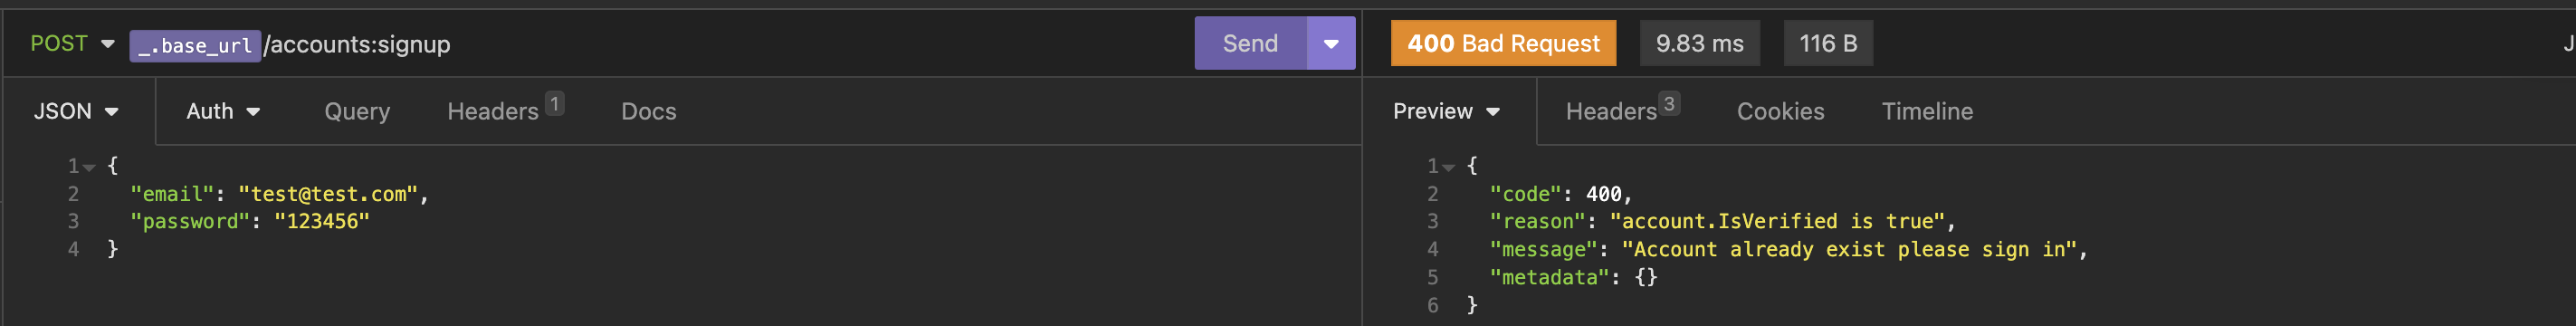 POST _.base_url /accounts:signup Send 400 Bad Request 9.83 ms 116 B
JSON Auth Query Headers 1 Docs Preview Headers 3 Cookies Timeline
1 {
2 "email": "test@test.com",
3 "password": "123456"
4 }
1 {
2 "code": 400,
3 "reason": "account.IsVerified is true",
4 "message": "Account already exist please sign in",
5 "metadata": {}
6 }